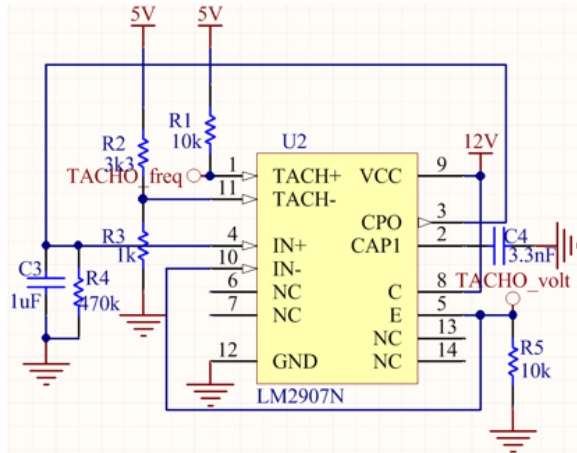 5V
5V
R1
10k
R2
3k3
U2
12V
TACHO_freq
1
TACH+
VCC
9
11
TACH-
CPO
3
R3
1k
4
IN+
CAP1
2
C4
3.3nF
C3
1uF
R4
470k
10
IN-
TACHO_volt
6
NC
C
8
7
NC
E
5
NC
13
R5
10k
12
GND
NC
14
LM2907N